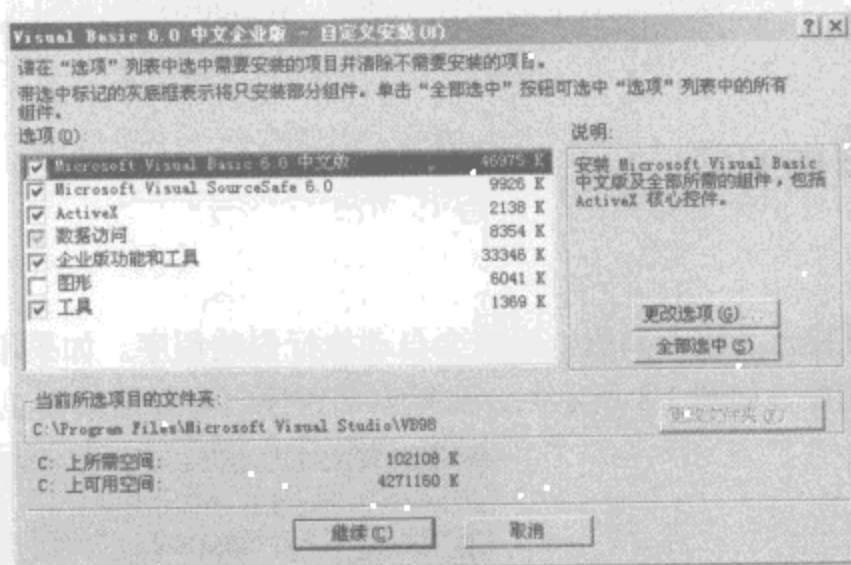 Visual Basic 6.0 中文企业版 - 自定义安装(H)
请在“选项”列表中选中需要安装的项目并清除不需要安装的项目。
带选中标记的灰底框表示将只安装部分组件。单击“全部选中”按钮可选中“选项”列表中的所有
组件。
选项(O):
说明:
Microsoft Visual Basic 6.0 中文版 46975 K
Microsoft Visual SourceSafe 6.0 9926 K
ActiveX 2138 K
数据访问 8354 K
企业版功能和工具 33346 K
图形 6041 K
工具 1369 K
安装 Microsoft Visual Basic
中文版及全部所需的组件,包括
ActiveX 核心控件。
更改选项(G)...
全部选中(S)
当前所选项目的文件夹:
C:\Program Files\Microsoft Visual Studio\VB98
更改文件夹
C: 上所需空间: 102108 K
C: 上可用空间: 4271160 K
继续(C)
取消